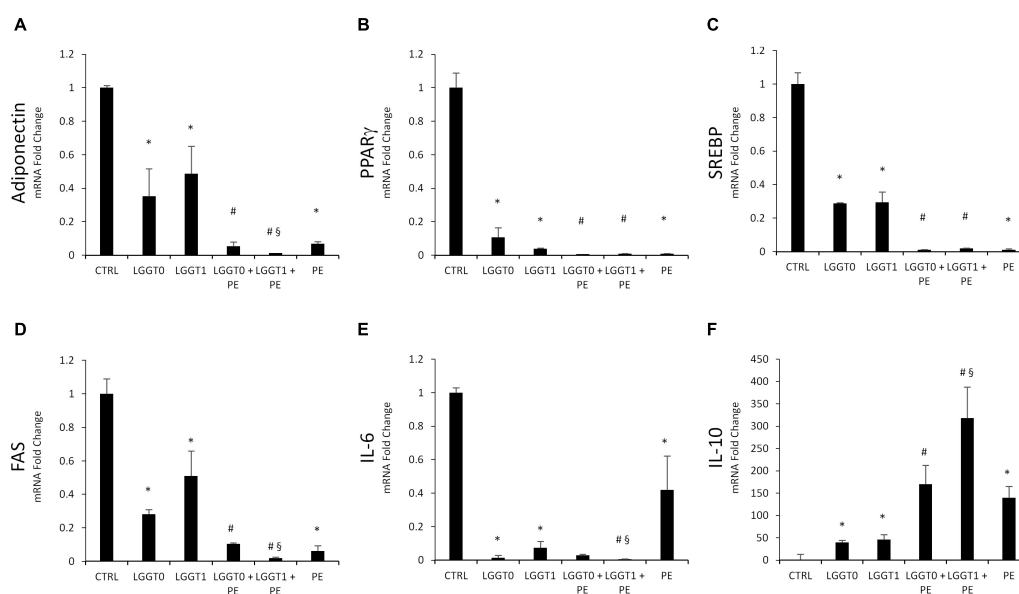 A
Adiponectin
mRNA Fold Change
1.2
1
0.8
0.6
0.4
0.2
0
*
*
#
# §
*
CTRL LGGT0 LGGT1 LGGT0 + LGGT1 + PE
PE PE
B
PPARγ
mRNA Fold Change
1.2
1
0.8
0.6
0.4
0.2
0
*
*
#
#
*
CTRL LGGT0 LGGT1 LGGT0 + LGGT1 + PE
PE PE
C
SREBP
mRNA Fold Change
1.2
1
0.8
0.6
0.4
0.2
0
*
*
#
#
*
CTRL LGGT0 LGGT1 LGGT0 + LGGT1 + PE
PE PE
D
FAS
mRNA Fold Change
1.2
1
0.8
0.6
0.4
0.2
0
*
*
#
# §
*
CTRL LGGT0 LGGT1 LGGT0 + LGGT1 + PE
PE PE
E
IL-6
mRNA Fold Change
1.2
1
0.8
0.6
0.4
0.2
0
*
*
# §
*
CTRL LGGT0 LGGT1 LGGT0 + LGGT1 + PE
PE PE
F
IL-10
mRNA Fold Change
450
400
350
300
250
200
150
100
50
0
*
*
#
# §
*
CTRL LGGT0 LGGT1 LGGT0 + LGGT1 + PE
PE PE